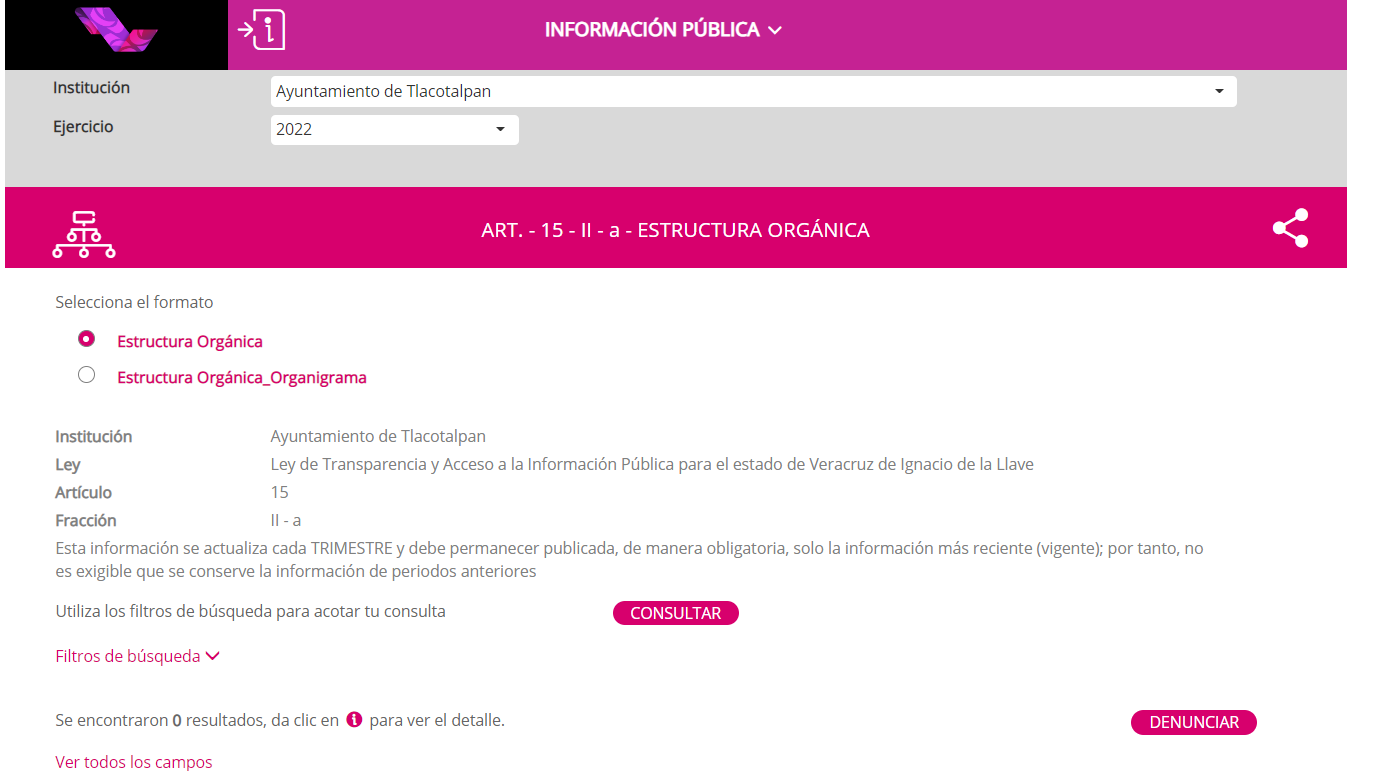 INFORMACIÓN PÚBLICA
Institución
Ayuntamiento de Tlacotalpan
Ejercicio
2022
ART. - 15 - II - a - ESTRUCTURA ORGÁNICA
Selecciona el formato
Estructura Orgánica
Estructura Orgánica_Organigrama
Institución Ayuntamiento de Tlacotalpan
Ley Ley de Transparencia y Acceso a la Información Pública para el estado de Veracruz de Ignacio de la Llave
Artículo 15
Fracción II - a
Esta información se actualiza cada TRIMESTRE y debe permanecer publicada, de manera obligatoria, solo la información más reciente (vigente); por tanto, no
es exigible que se conserve la información de periodos anteriores
Utiliza los filtros de búsqueda para acotar tu consulta CONSULTAR
Filtros de búsqueda
Se encontraron 0 resultados, da clic en i para ver el detalle. DENUNCIAR
Ver todos los campos